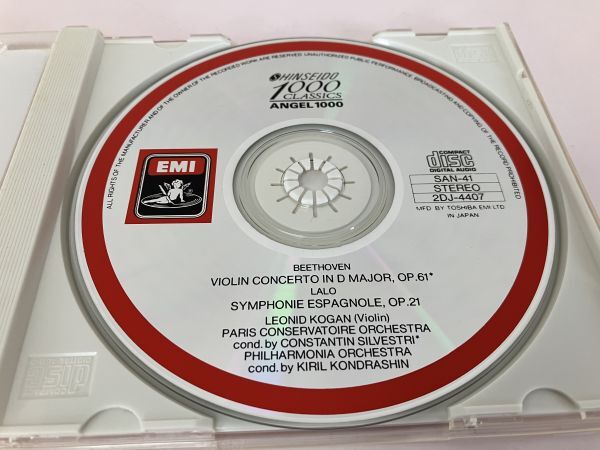 ALL RIGHTS OF THE MANUFACTURER AND OF THE OWNER OF THE RECORDED WORK ARE RESERVED UNAUTHORIZED PUBLIC PERFORMANCE, BROADCASTING AND COPYING OF THE RECORD PROHIBITED
SHINSEIDO
1000
CLASSICS
ANGEL1000
EMI
COMPACT
disc
DIGITAL AUDIO
SAN-41
STEREO
2DJ-4407
MFD BY TOSHIBA EMI LTD
IN JAPAN
BEETHOVEN
VIOLIN CONCERTO IN D MAJOR, OP.61*
LALO
SYMPHONIE ESPAGNOLE, OP.21
LEONID KOGAN (Violin)
PARIS CONSERVATOIRE ORCHESTRA
cond. by CONSTANTIN SILVESTRI*
PHILHARMONIA ORCHESTRA
cond. by KIRIL KONDRASHIN
COMPACT
disc